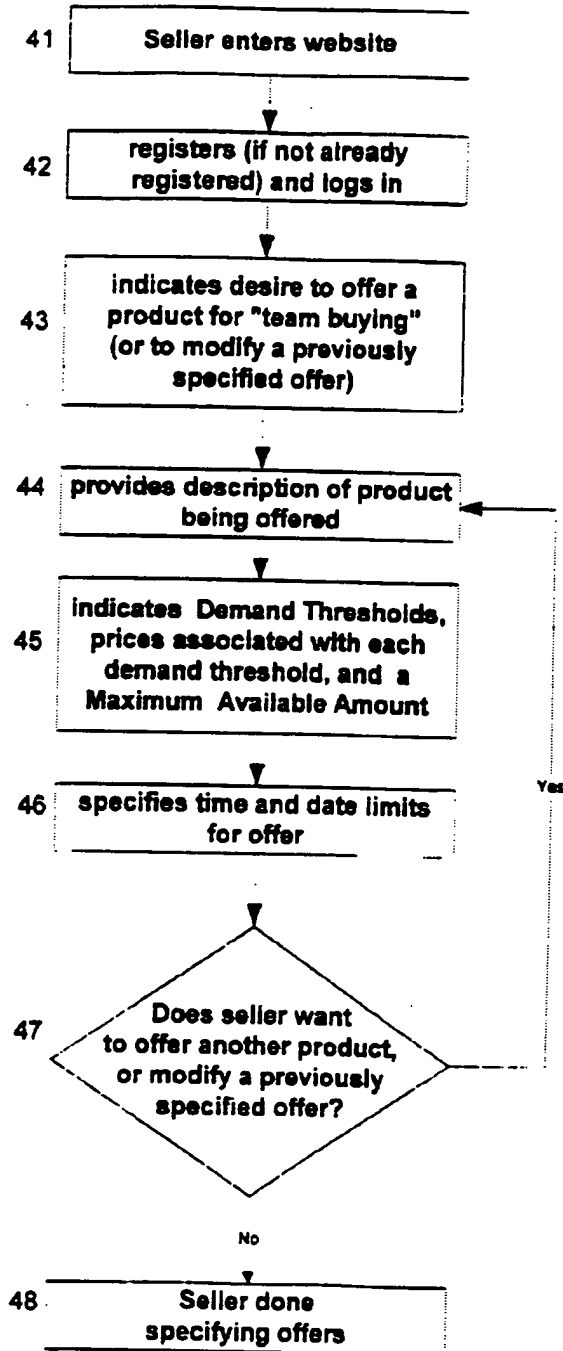 41 Seller enters website
registers (if not already
42 registered) and logs in
indicates desire to offer a
43 product for "team buying"
(or to modify a previously
specified offer)
44 provides description of product
being offered
indicates Demand Thresholds,
45 prices associated with each
demand threshold, and a
Maximum Available Amount
46 specifies time and date limits
for offer
Yes
47 Does seller want
to offer another product,
or modify a previously
specified offer?
No
48 Seller done
specifying offers